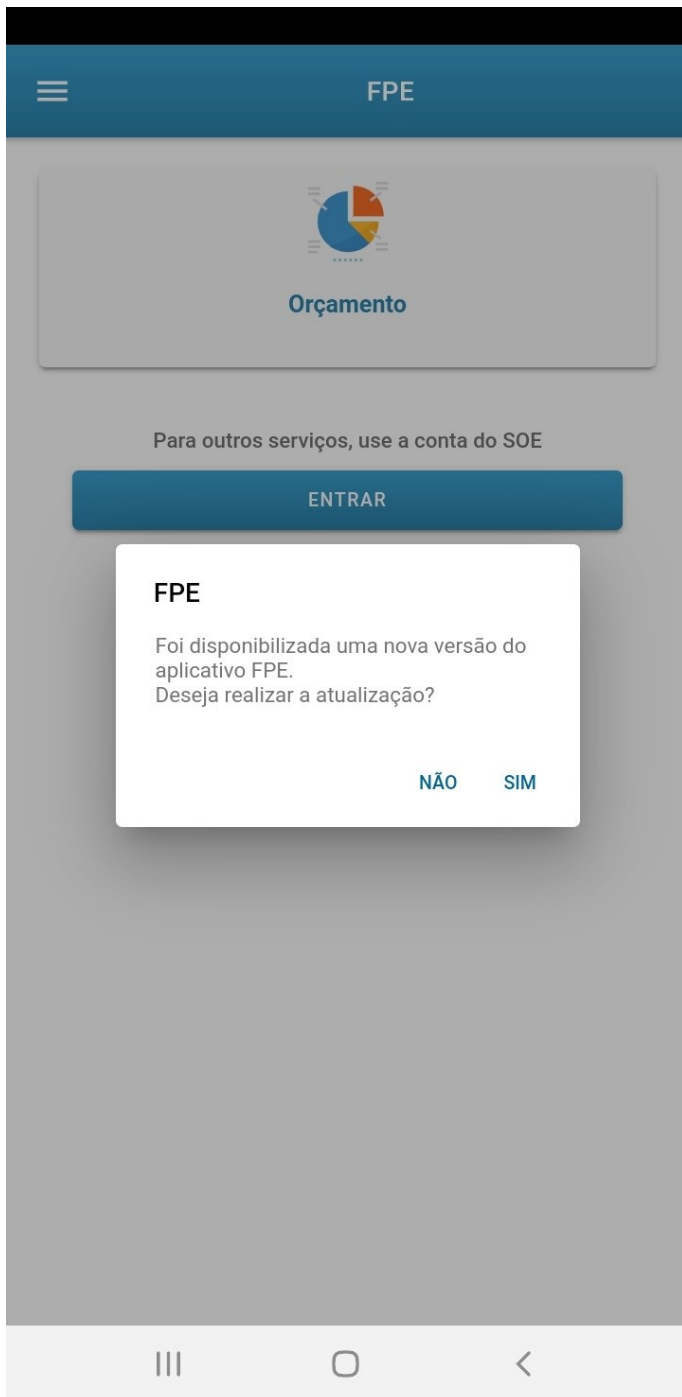 FPE
Orçamento
Para outros serviços, use a conta do SOE
ENTRAR
FPE
Foi disponibilizada uma nova versão do
aplicativo FPE.
Deseja realizar a atualização?
NÃO SIM